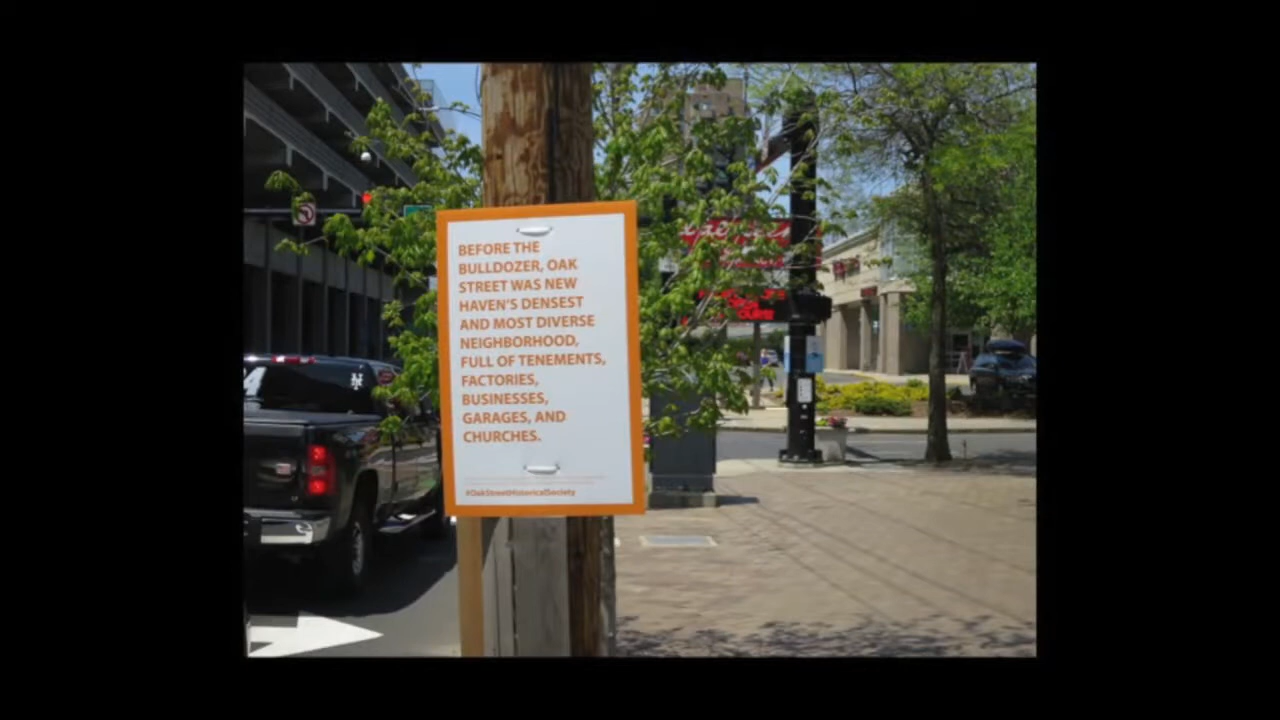 BEFORE THE
BULLDOZER, OAK
STREET WAS NEW
HAVEN'S DENSEST
AND MOST DIVERSE
NEIGHBORHOOD,
FULL OF TENEMENTS,
FACTORIES,
BUSINESSES,
GARAGES, AND
CHURCHES.
#OakStreetHistoricalSociety